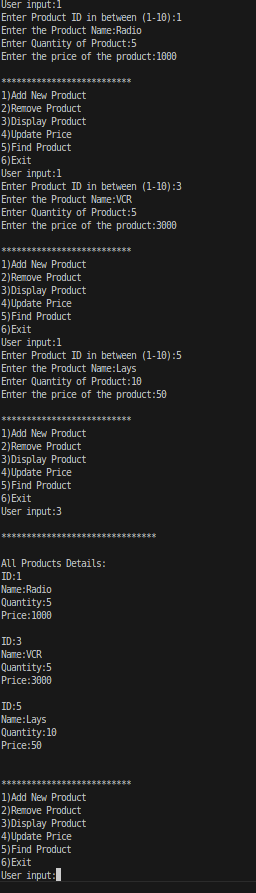 User input:1
Enter Product ID in between (1-10):1
Enter the Product Name:Radio
Enter Quantity of Product:5
Enter the price of the product:1000

**************************
1)Add New Product
2)Remove Product
3)Display Product
4)Update Price
5)Find Product
6)Exit
User input:1
Enter Product ID in between (1-10):3
Enter the Product Name:VCR
Enter Quantity of Product:5
Enter the price of the product:3000

**************************
1)Add New Product
2)Remove Product
3)Display Product
4)Update Price
5)Find Product
6)Exit
User input:1
Enter Product ID in between (1-10):5
Enter the Product Name:Lays
Enter Quantity of Product:10
Enter the price of the product:50

**************************
1)Add New Product
2)Remove Product
3)Display Product
4)Update Price
5)Find Product
6)Exit
User input:3

*******************************

All Products Details:
ID:1
Name:Radio
Quantity:5
Price:1000

ID:3
Name:VCR
Quantity:5
Price:3000

ID:5
Name:Lays
Quantity:10
Price:50

**************************
1)Add New Product
2)Remove Product
3)Display Product
4)Update Price
5)Find Product
6)Exit
User input: